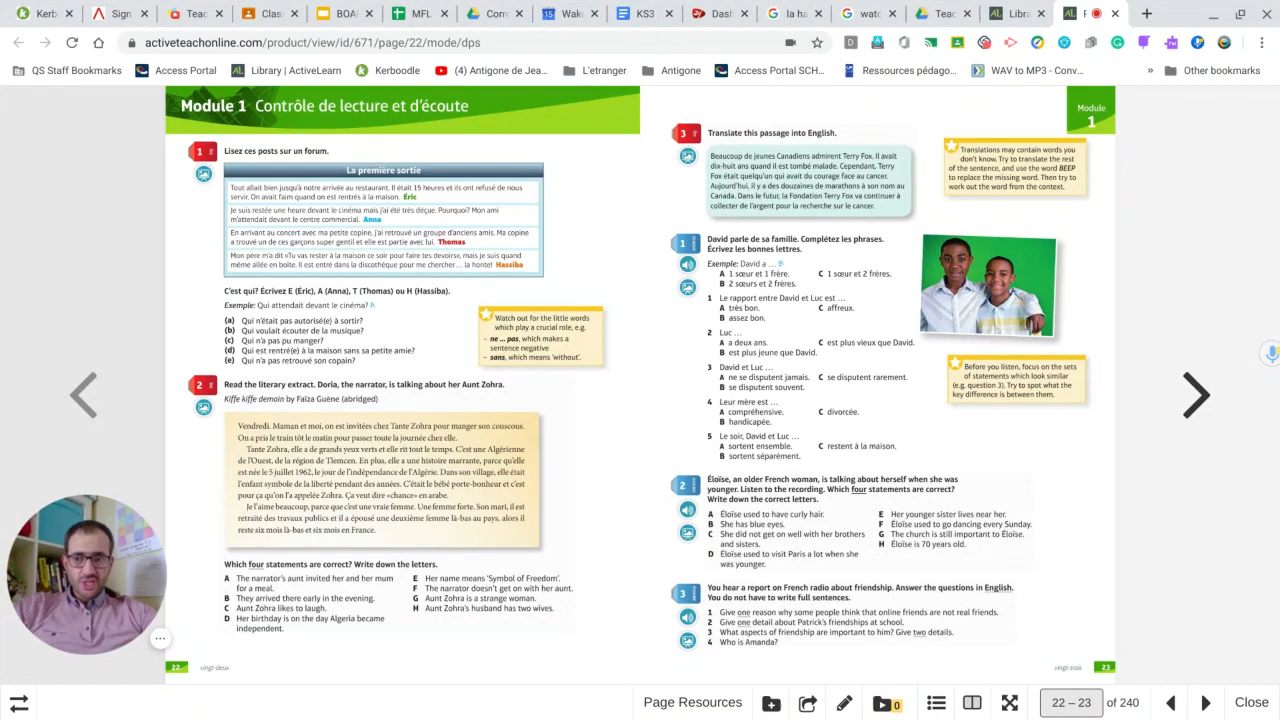 Kerb
Sign
ABC
MFL
Com
Wak
KS3
Dash
wate
wate
Teac
Libra
activeteachonline.com/product/view/id/671/page/22/mode/dps
QS Staff Bookmarks
Access Portal
Library | ActiveLearn
Kerboodle
(4) Antigone de Jea...
L'etranger
Antigone
Access Portal SCH...
Ressources pédago...
WAV to MP3 - Conv...
»
Other bookmarks
Module 1 Contrôle de lecture et d'écoute
1
Lisez ces posts sur un forum.
La première sortie
Tout allait bien jusqu'à notre arrivée au restaurant. Il était 15 heures et ils ont refusé de nous
servir. On avait faim quand on est rentrés à la maison. Éric
Je suis restée une heure devant le cinéma mais j'ai été très déçue. Pourquoi? Mon ami
m'attendait devant le centre commercial. Anna
En arrivant au concert avec ma petite copine, j'ai retrouvé un groupe d'anciens amis. Ma copine
a trouvé un de ces garçons super gentil et elle est partie avec lui. Thomas
Mon père m'a dit «Tu vas rester à la maison ce soir pour faire tes devoirs», mais je suis quand
même allée en boîte. Il est entré dans la discothèque pour me chercher... la honte! Hassiba
C'est qui? Écrivez E (Éric), A (Anna), T (Thomas) ou H (Hassiba).
Exemple: Qui attendait devant le cinéma? A
(a) Qui n'était pas autorisé(e) à sortir?
(b) Qui voulait écouter de la musique?
(c) Qui n'a pas pu manger?
(d) Qui est rentré(e) à la maison sans sa petite amie?
(e) Qui n'a pas retrouvé son copain?
Watch out for the little words
which play a crucial role, e.g.
– ne ... pas, which makes a
sentence negative
– sans, which means 'without'.
2
Read the literary extract. Doria, the narrator, is talking about her Aunt Zohra.
Kiffe kiffe demain by Faïza Guène (abridged)
Vendredi. Maman et moi, on est invitées chez Tante Zohra pour manger son couscous.
On a pris le train tôt le matin pour passer toute la journée chez elle.
Tante Zohra, elle a de grands yeux verts et elle rit tout le temps. C'est une Algérienne
de l'Ouest, de la région de Tlemcen. En plus, elle a une histoire marrante, parce qu'elle
est née le 5 juillet 1962, le jour de l'indépendance de l'Algérie. Dans son village, elle était
l'enfant symbole de la liberté pendant des années. C'était le bébé porte-bonheur et c'est
pour ça qu'on l'a appelée Zohra. Ça veut dire «chance» en arabe.
Je l'aime beaucoup, parce que c'est une vraie femme. Une femme forte. Son mari, il est
retraité des travaux publics et il a épousé une deuxième femme là-bas au pays, alors il
reste six mois là-bas et six mois en France.
Which four statements are correct? Write down the letters.
A The narrator's aunt invited her and her mum
for a meal.
B They arrived there early in the evening.
C Aunt Zohra likes to laugh.
D Her birthday is on the day Algeria became
independent.
E Her name means 'Symbol of Freedom'.
F The narrator doesn't get on with her aunt.
G Aunt Zohra is a strange woman.
H Aunt Zohra's husband has two wives.
22 vingt-deux
Module
1
3
Translate this passage into English.
Beaucoup de jeunes Canadiens admirent Terry Fox. Il avait
dix-huit ans quand il est tombé malade. Cependant, Terry
Fox était quelqu'un qui avait du courage face au cancer.
Aujourd'hui, il y a des douzaines de marathons à son nom au
Canada. Dans le futur, la Fondation Terry Fox va continuer à
collecter de l'argent pour la recherche sur le cancer.
Translations may contain words you
don't know. Try to translate the rest
of the sentence, and use the word BEEP
to replace the missing word. Then try to
work out the word from the context.
1
David parle de sa famille. Complétez les phrases.
Écrivez les bonnes lettres.
Exemple: David a ... B
A 1 sœur et 1 frère.
C 1 sœur et 2 frères.
B 2 sœurs et 2 frères.
1 Le rapport entre David et Luc est ...
A très bon.
C affreux.
B assez bon.
2 Luc ...
A a deux ans.
C est plus vieux que David.
B est plus jeune que David.
3 David et Luc ...
A ne se disputent jamais.
C se disputent rarement.
B se disputent souvent.
4 Leur mère est ...
A compréhensive.
C divorcée.
B handicapée.
5 Le soir, David et Luc ...
A sortent ensemble.
C restent à la maison.
B sortent séparément.
Before you listen, focus on the sets
of statements which look similar
(e.g. question 3). Try to spot what the
key difference is between them.
2
Éloïse, an older French woman, is talking about herself when she was
younger. Listen to the recording. Which four statements are correct?
Write down the correct letters.
A Éloïse used to have curly hair.
B She has blue eyes.
C She did not get on well with her brothers
and sisters.
D Éloïse used to visit Paris a lot when she
was younger.
E Her younger sister lives near her.
F Éloïse used to go dancing every Sunday.
G The church is still important to Éloïse.
H Éloïse is 70 years old.
3
You hear a report on French radio about friendship. Answer the questions in English.
You do not have to write full sentences.
1 Give one reason why some people think that online friends are not real friends.
2 Give one detail about Patrick's friendships at school.
3 What aspects of friendship are important to him? Give two details.
4 Who is Amanda?
vingt-trois 23
Page Resources
0
22 – 23 of 240
Close